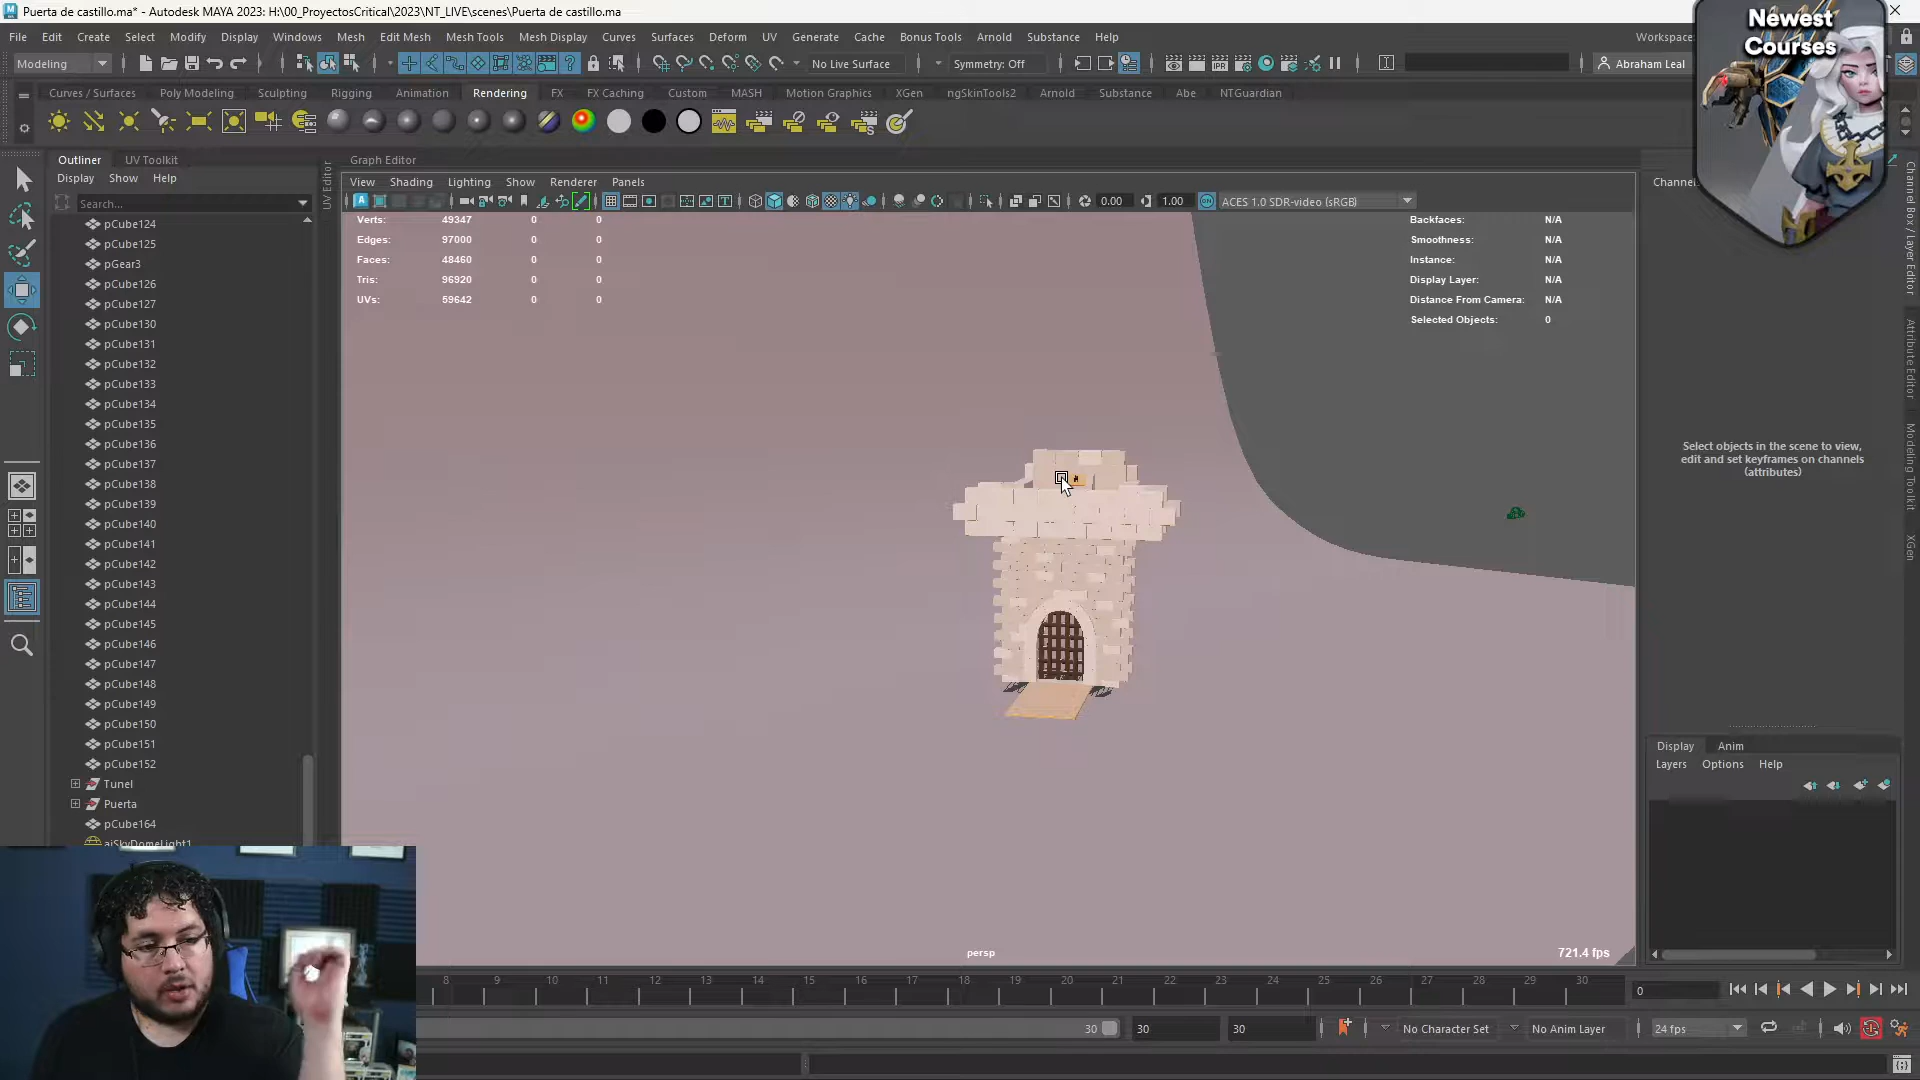 Puerta de castillo.ma* - Autodesk MAYA 2023: H:\00_ProyectosCritical\2023\NT_LIVE\scenes\Puerta de castillo.ma
Newest
Courses
File Edit Create Select Modify Display Windows Mesh Edit Mesh Mesh Tools Mesh Display Curves Surfaces Deform UV Generate Cache Bonus Tools Arnold Substance Help
Workspace
Modeling
No Live Surface
Symmetry: Off
Abraham Leal
Curves / Surfaces Poly Modeling Sculpting Rigging Animation Rendering FX FX Caching Custom MASH Motion Graphics XGen ngSkinTools2 Arnold Substance Abe NTGuardian
IPR
Outliner UV Toolkit
Display Show Help
Search...
UV Editor
Graph Editor
View Shading Lighting Show Renderer Panels
0.00
1.00
ACES 1.0 SDR-video (sRGB)
Channel
Verts: 49347 0 0
Edges: 97000 0 0
Faces: 48460 0 0
Tris: 96920 0 0
UVs: 59642 0 0
Backfaces: N/A
Smoothness: N/A
Instance: N/A
Display Layer: N/A
Distance From Camera: N/A
Selected Objects: 0
pCube124
pCube125
pGear3
pCube126
pCube127
pCube130
pCube131
pCube132
pCube133
pCube134
pCube135
pCube136
pCube137
pCube138
pCube139
pCube140
pCube141
pCube142
pCube143
pCube144
pCube145
pCube146
pCube147
pCube148
pCube149
pCube150
pCube151
pCube152
Tunel
Puerta
pCube164
aiSkyDomeLight1
Select objects in the scene to view,
edit and set keyframes on channels
(attributes)
Channel Box / Layer Editor
Attribute Editor
Modeling Toolkit
XGen
Display Anim
Layers Options Help
persp
721.4 fps
8 9 10 11 12 13 14 15 16 17 18 19 20 21 22 23 24 25 26 27 28 29 30
0
30
30
30
No Character Set
No Anim Layer
24 fps